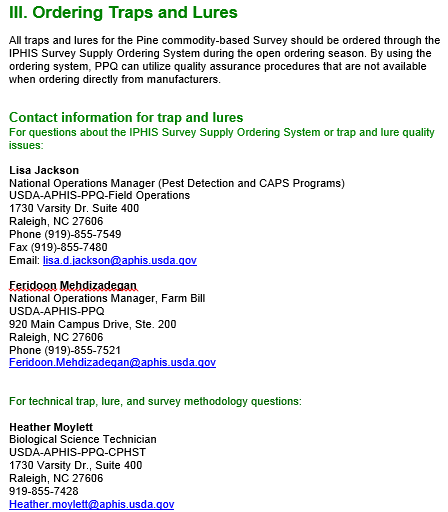 III. Ordering Traps and Lures
All traps and lures for the Pine commodity-based Survey should be ordered through the
IPHIS Survey Supply Ordering System during the open ordering season. By using the
ordering system, PPQ can utilize quality assurance procedures that are not available
when ordering directly from manufacturers.
Contact information for trap and lures
For questions about the IPHIS Survey Supply Ordering System or trap and lure quality
issues:
Lisa Jackson
National Operations Manager (Pest Detection and CAPS Programs)
USDA-APHIS-PPQ-Field Operations
1730 Varsity Dr. Suite 400
Raleigh, NC 27606
Phone (919)-855-7549
Fax (919)-855-7480
Email: lisa.d.jackson@aphis.usda.gov
Feridoon Mehdizadegan
National Operations Manager, Farm Bill
USDA-APHIS-PPQ
920 Main Campus Drive, Ste. 200
Raleigh, NC 27606
Phone (919)-855-7521
Feridoon.Mehdizadegan@aphis.usda.gov
For technical trap, lure, and survey methodology questions:
Heather Moylett
Biological Science Technician
USDA-APHIS-PPQ-CPHST
1730 Varsity Dr., Suite 400
Raleigh, NC 27606
919-855-7428
Heather.moylett@aphis.usda.gov